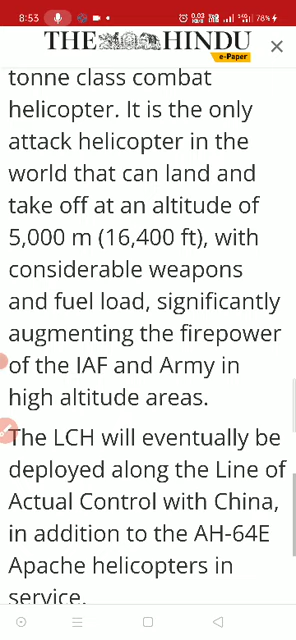 8:53
78%
THE HINDU
e-Paper
tonne class combat
helicopter. It is the only
attack helicopter in the
world that can land and
take off at an altitude of
5,000 m (16,400 ft), with
considerable weapons
and fuel load, significantly
augmenting the firepower
of the IAF and Army in
high altitude areas.
The LCH will eventually be
deployed along the Line of
Actual Control with China,
in addition to the AH-64E
Apache helicopters in
service.